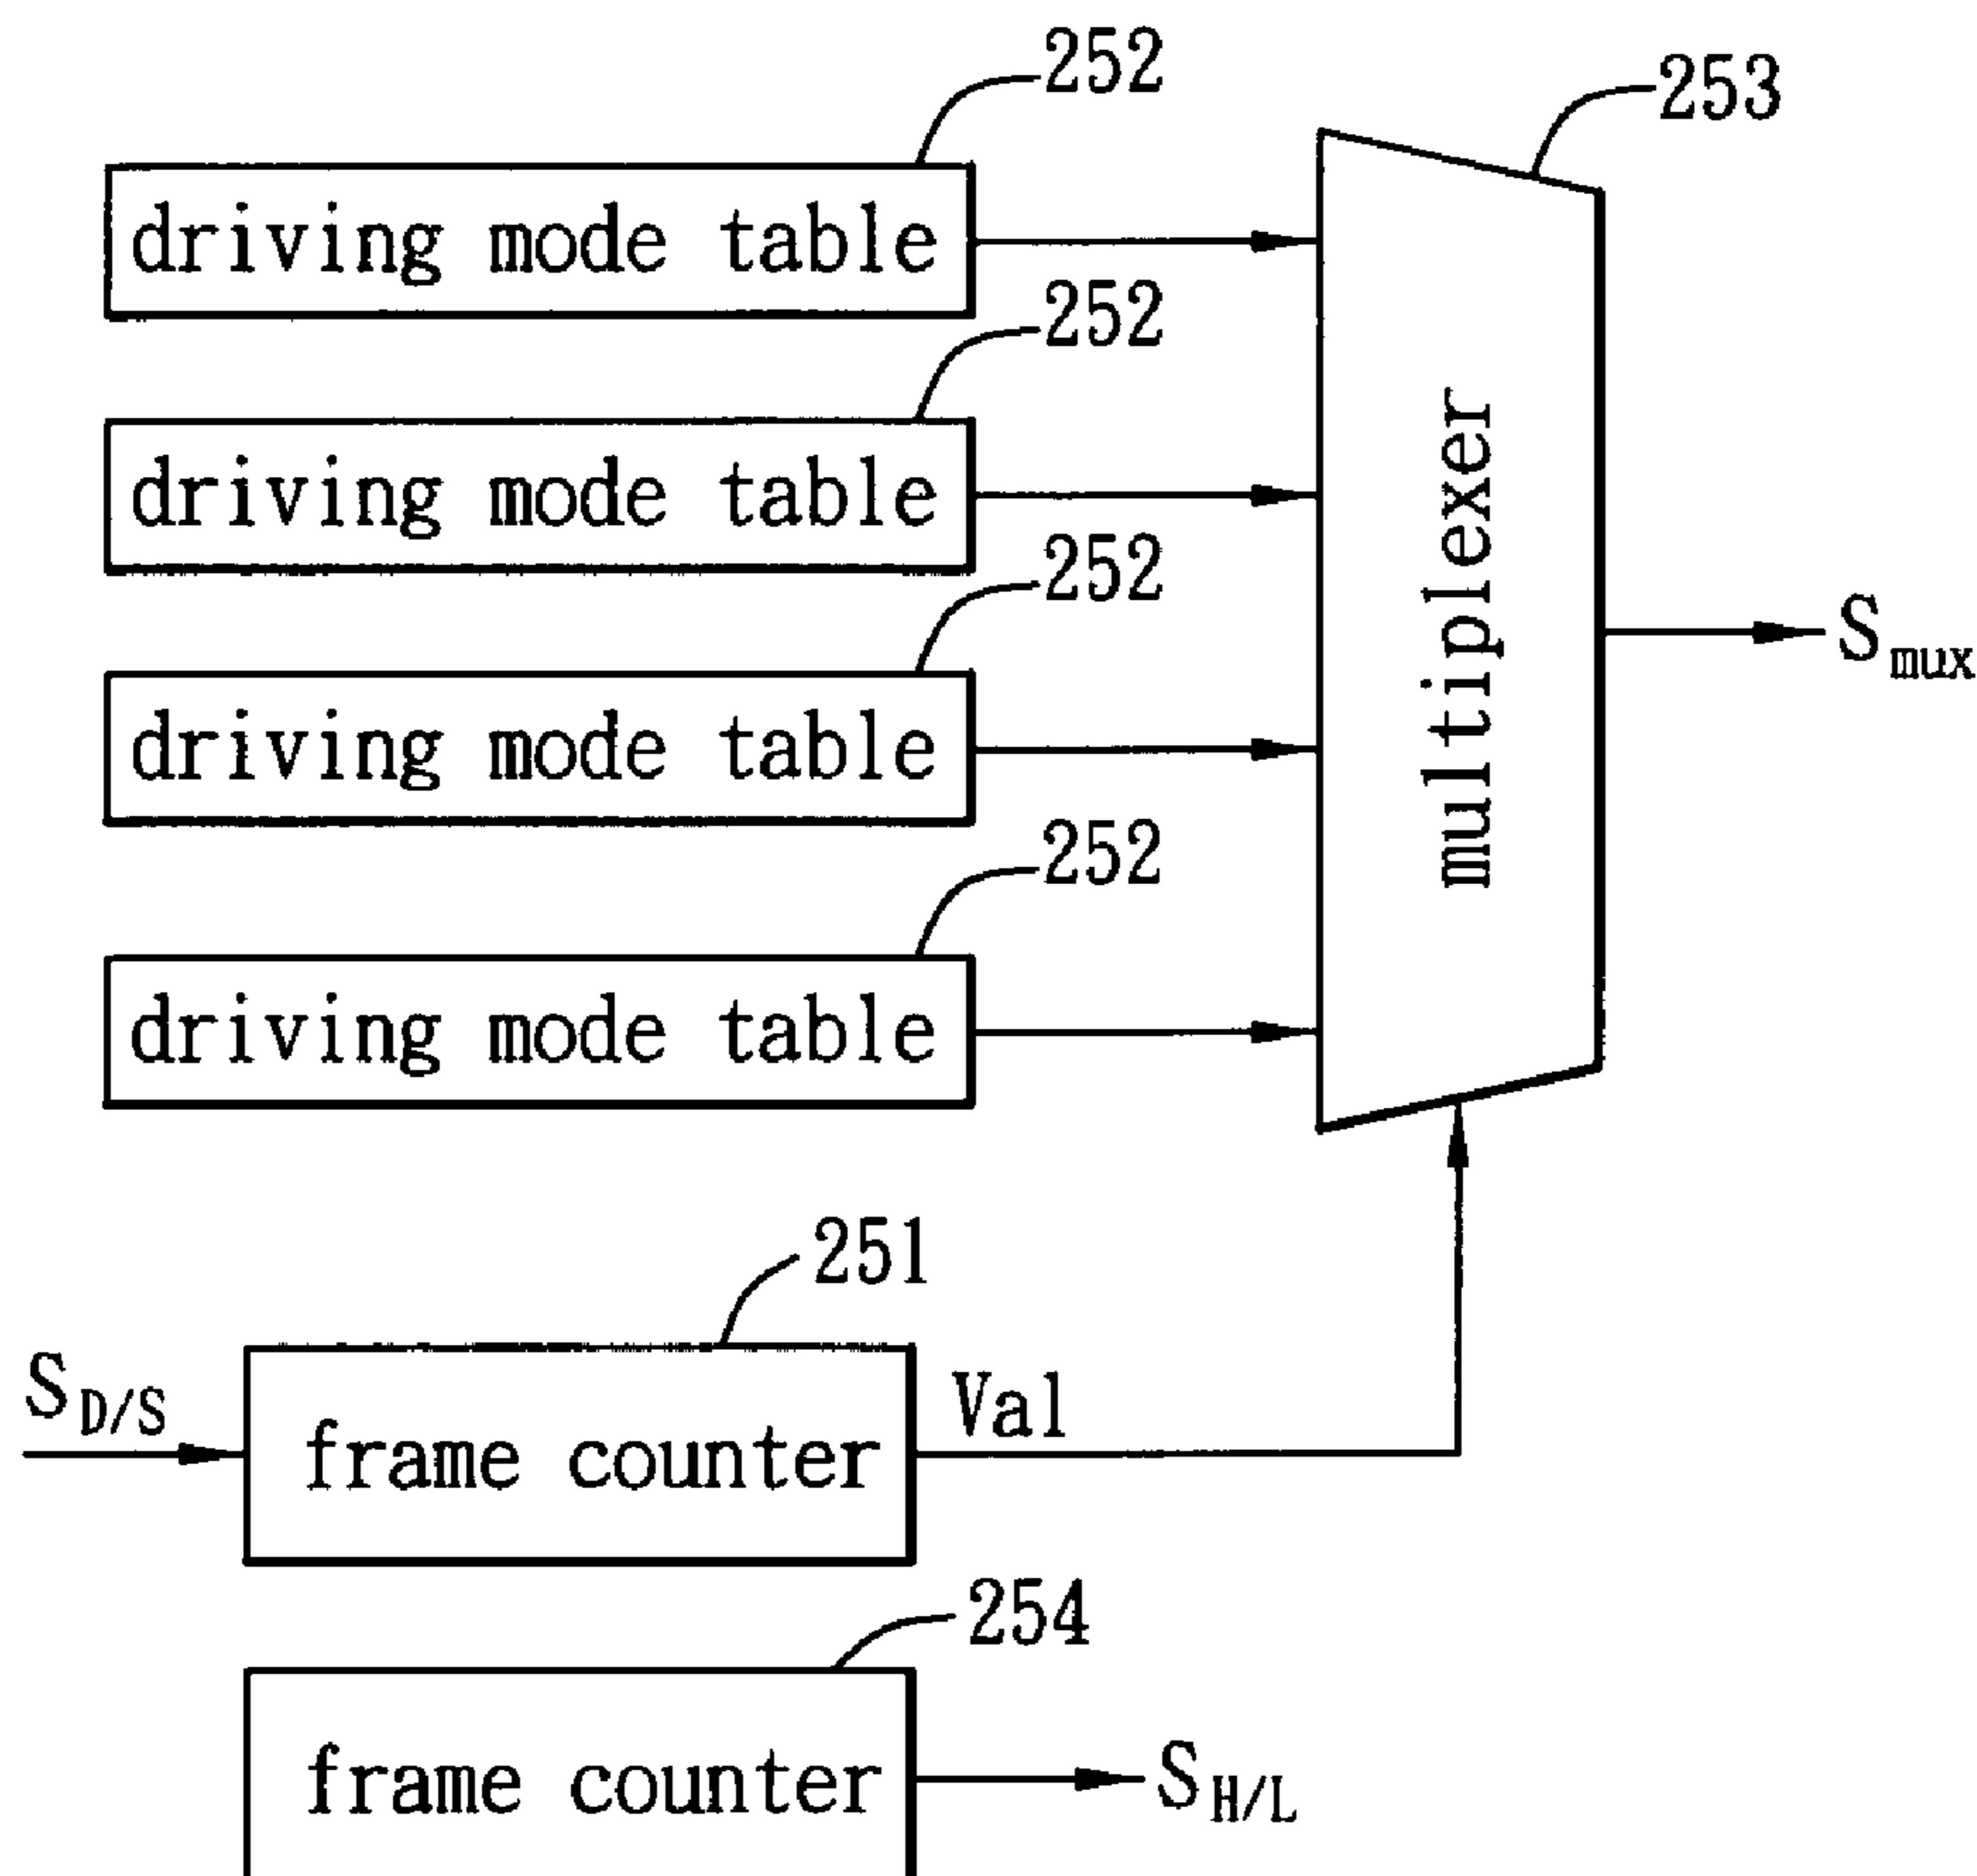 252
253
driving mode table
252
driving mode table
252
driving mode table
252
driving mode table
multiplexer
S_mux
251
S_D/S
Val
frame counter
254
frame counter
S_H/L